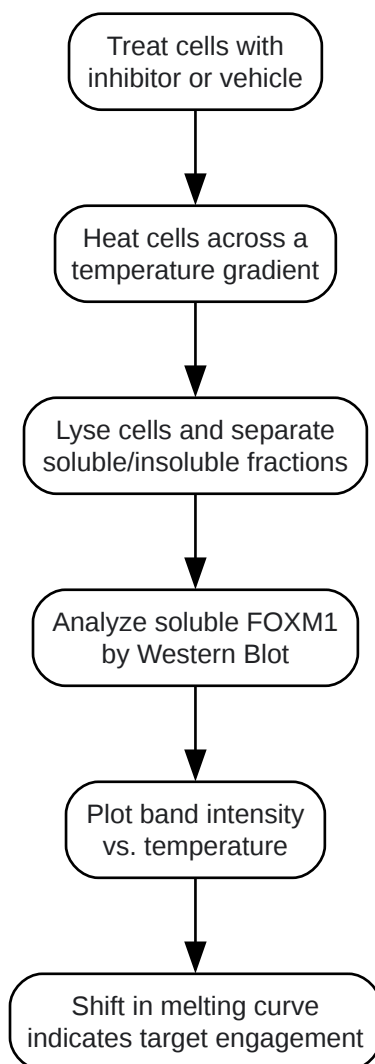 Treat cells with
inhibitor or vehicle
Heat cells across a
temperature gradient
Lyse cells and separate
soluble/insoluble fractions
Analyze soluble FOXM1
by Western Blot
Plot band intensity
vs. temperature
Shift in melting curve
indicates target engagement